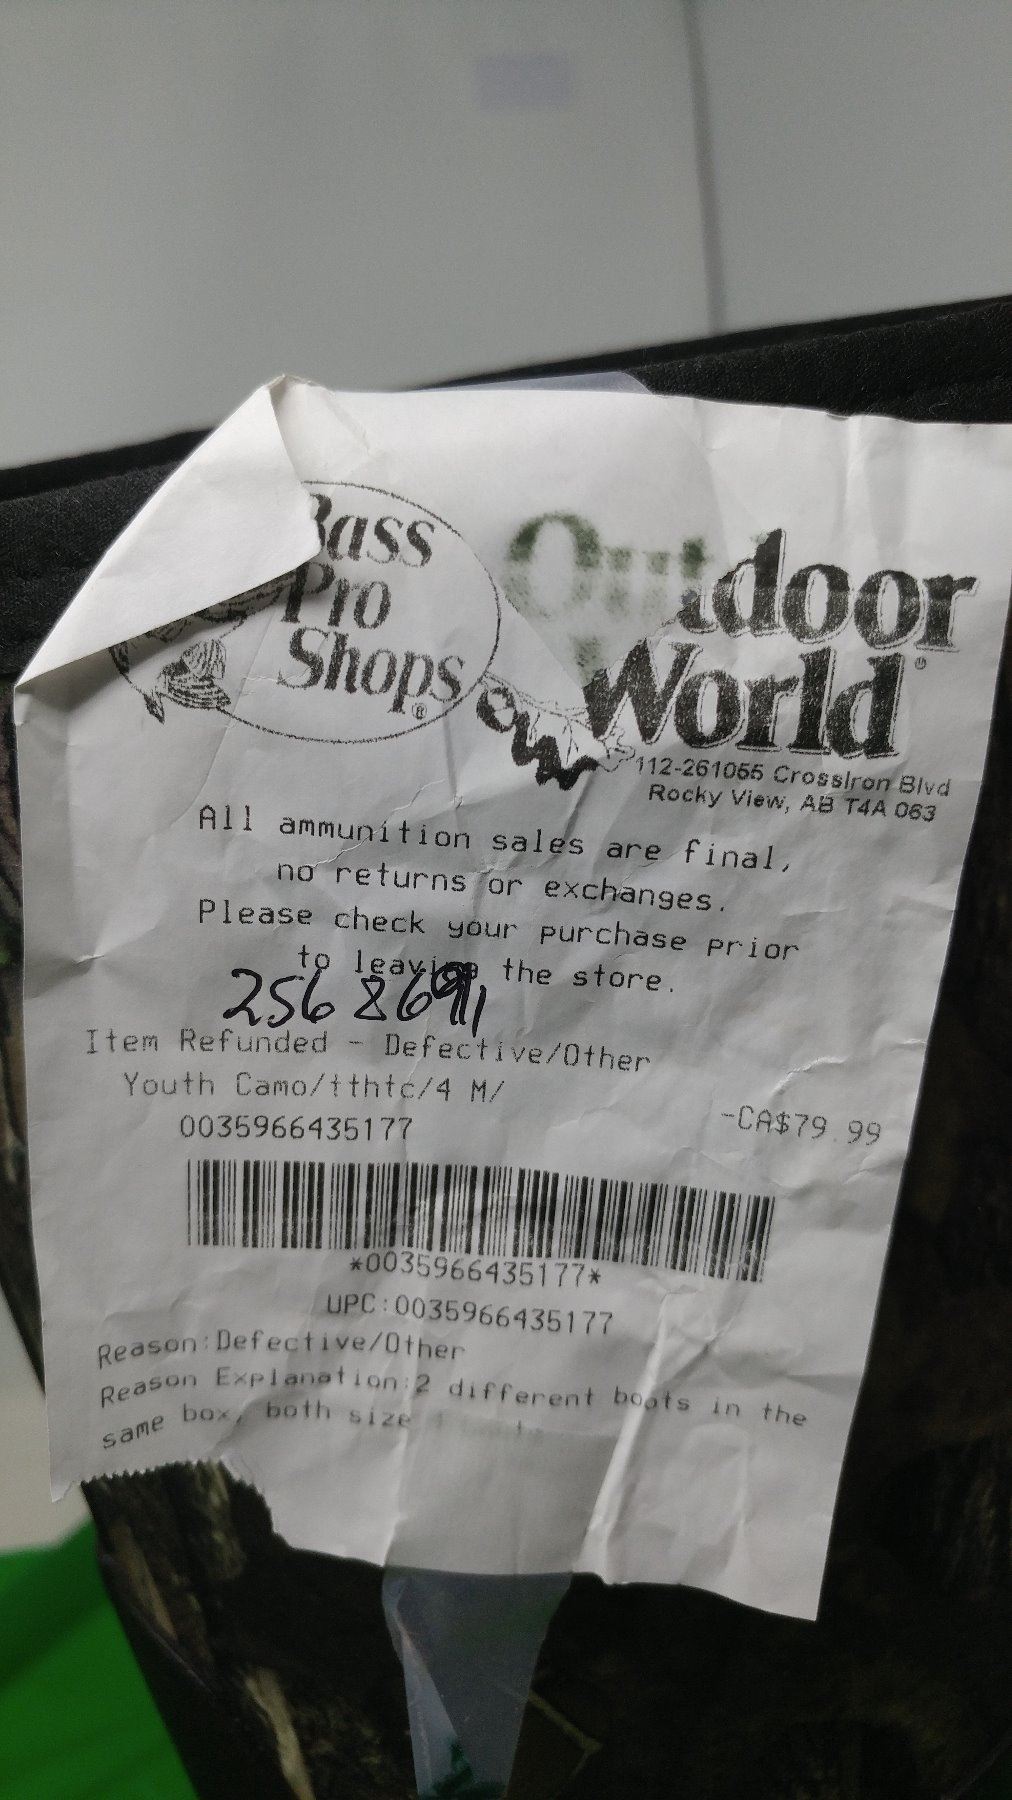 Bass
Pro
Shops®
Outdoor
World®
112-261055 CrossIron Blvd
Rocky View, AB T4A 063
All ammunition sales are final,
no returns or exchanges.
Please check your purchase prior
to leaving the store.
Item Refunded - Defective/Other
Youth Camo/tthtc/4 M/
0035966435177
-CA$79.99
*0035966435177*
UPC:0035966435177
Reason:Defective/Other
Reason Explanation:2 different boots in the
same box, both size